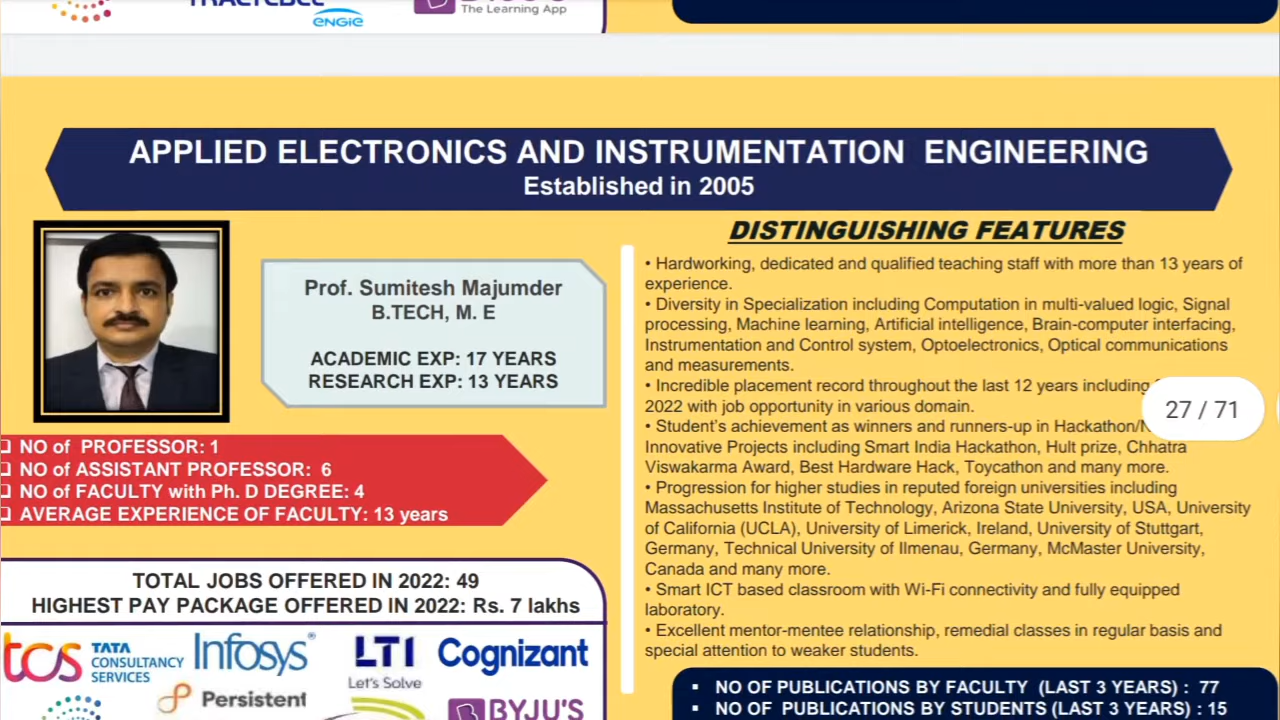 ENGIE
The Learning App
APPLIED ELECTRONICS AND INSTRUMENTATION ENGINEERING
Established in 2005
Prof. Sumitesh Majumder
B.TECH, M. E
ACADEMIC EXP: 17 YEARS
RESEARCH EXP: 13 YEARS
NO of PROFESSOR: 1
NO of ASSISTANT PROFESSOR: 6
NO of FACULTY with Ph. D DEGREE: 4
AVERAGE EXPERIENCE OF FACULTY: 13 years
TOTAL JOBS OFFERED IN 2022: 49
HIGHEST PAY PACKAGE OFFERED IN 2022: Rs. 7 lakhs
tcs TATA
CONSULTANCY
SERVICES
Infosys®
LTI
Let's Solve
Cognizant
Persistent
BYJU'S
DISTINGUISHING FEATURES
• Hardworking, dedicated and qualified teaching staff with more than 13 years of
experience.
• Diversity in Specialization including Computation in multi-valued logic, Signal
processing, Machine learning, Artificial intelligence, Brain-computer interfacing,
Instrumentation and Control system, Optoelectronics, Optical communications
and measurements.
• Incredible placement record throughout the last 12 years including
2022 with job opportunity in various domain.
• Student's achievement as winners and runners-up in Hackathon/
Innovative Projects including Smart India Hackathon, Hult prize, Chhatra
Viswakarma Award, Best Hardware Hack, Toycathon and many more.
• Progression for higher studies in reputed foreign universities including
Massachusetts Institute of Technology, Arizona State University, USA, University
of California (UCLA), University of Limerick, Ireland, University of Stuttgart,
Germany, Technical University of Ilmenau, Germany, McMaster University,
Canada and many more.
• Smart ICT based classroom with Wi-Fi connectivity and fully equipped
laboratory.
• Excellent mentor-mentee relationship, remedial classes in regular basis and
special attention to weaker students.
27 / 71
▪ NO OF PUBLICATIONS BY FACULTY (LAST 3 YEARS) : 77
▪ NO OF PUBLICATIONS BY STUDENTS (LAST 3 YEARS) : 15